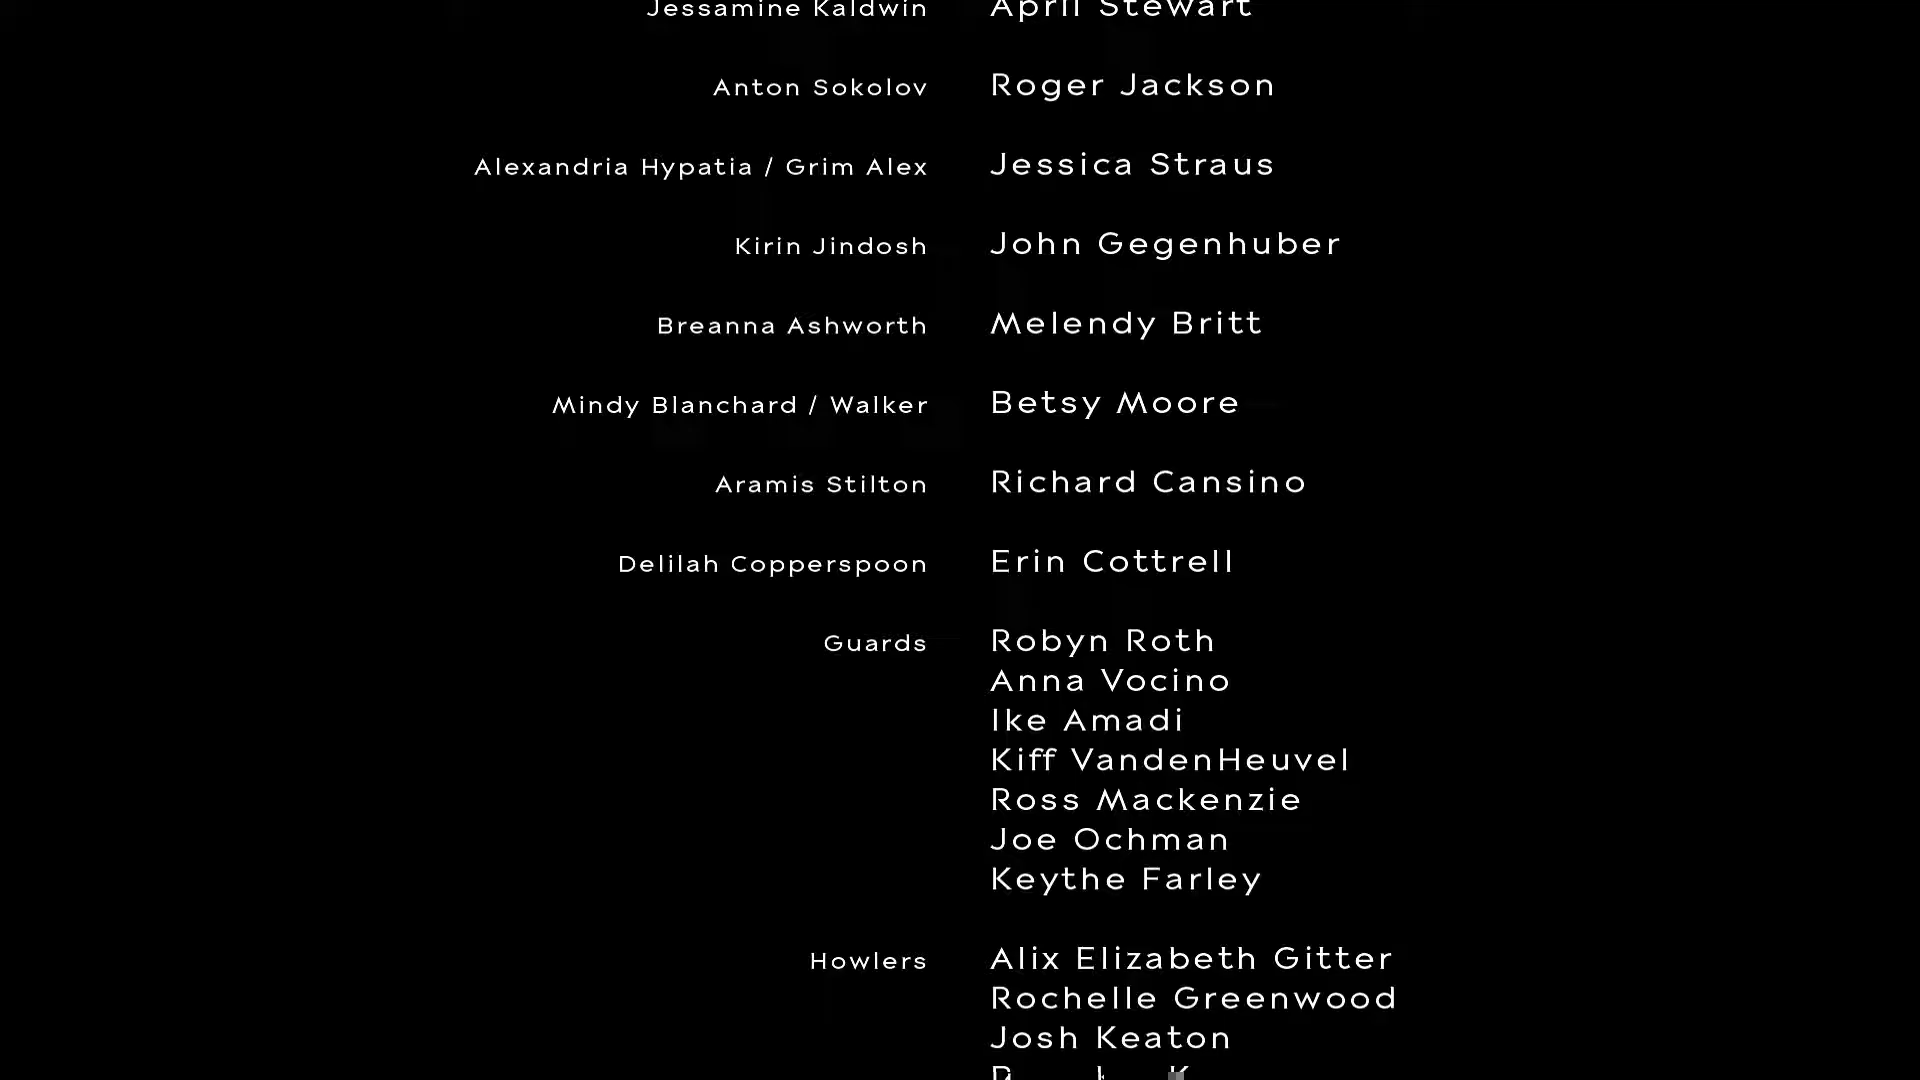 Jessamine Kaldwin April Stewart
Anton Sokolov Roger Jackson
Alexandria Hypatia / Grim Alex Jessica Straus
Kirin Jindosh John Gegenhuber
Breanna Ashworth Melendy Britt
Mindy Blanchard / Walker Betsy Moore
Aramis Stilton Richard Cansino
Delilah Copperspoon Erin Cottrell
Guards Robyn Roth
Anna Vocino
Ike Amadi
Kiff VandenHeuvel
Ross Mackenzie
Joe Ochman
Keythe Farley
Howlers Alix Elizabeth Gitter
Rochelle Greenwood
Josh Keaton